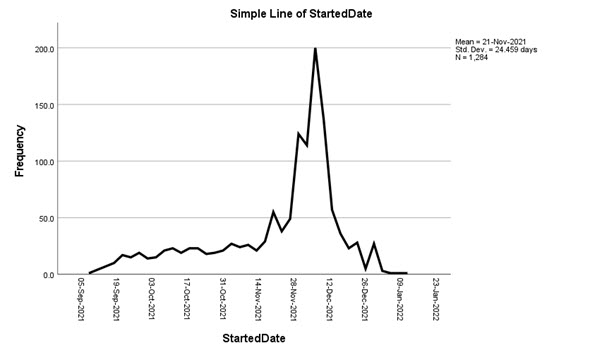 Simple Line of StartedDate
Mean = 21-Nov-2021
Std. Dev. = 24.459 days
N = 1,284
200.0
150.0
100.0
50.0
0.0
Frequency
05-Sep-2021
19-Sep-2021
03-Oct-2021
17-Oct-2021
31-Oct-2021
14-Nov-2021
28-Nov-2021
12-Dec-2021
26-Dec-2021
09-Jan-2022
23-Jan-2022
StartedDate